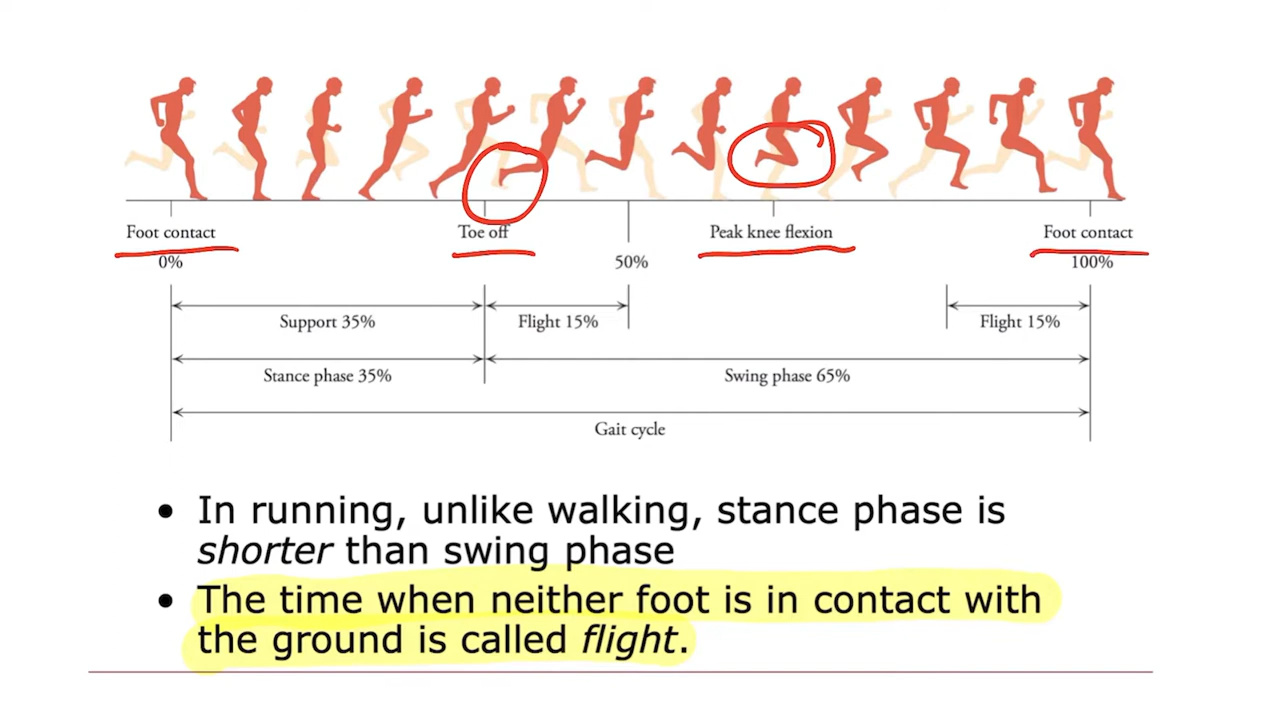 Foot contact Toe off Peak knee flexion Foot contact
0% 50% 100%
Support 35% Flight 15% Flight 15%
Stance phase 35% Swing phase 65%
Gait cycle
• In running, unlike walking, stance phase is
shorter than swing phase
• The time when neither foot is in contact with
the ground is called flight.